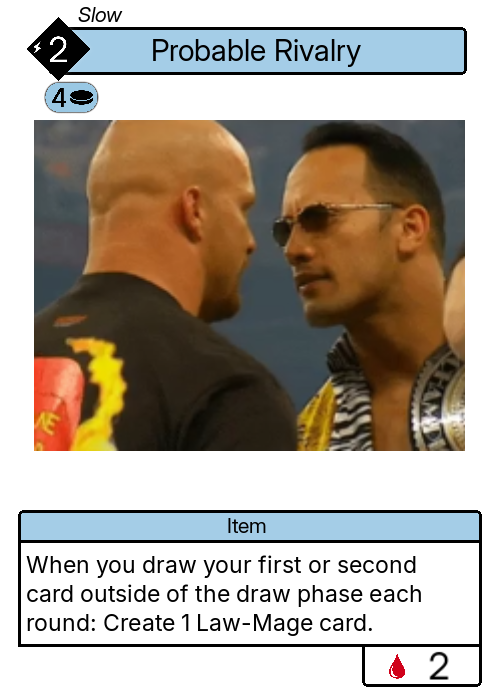 Slow
2
Probable Rivalry
4
Item
When you draw your first or second
card outside of the draw phase each
round: Create 1 Law-Mage card.
2